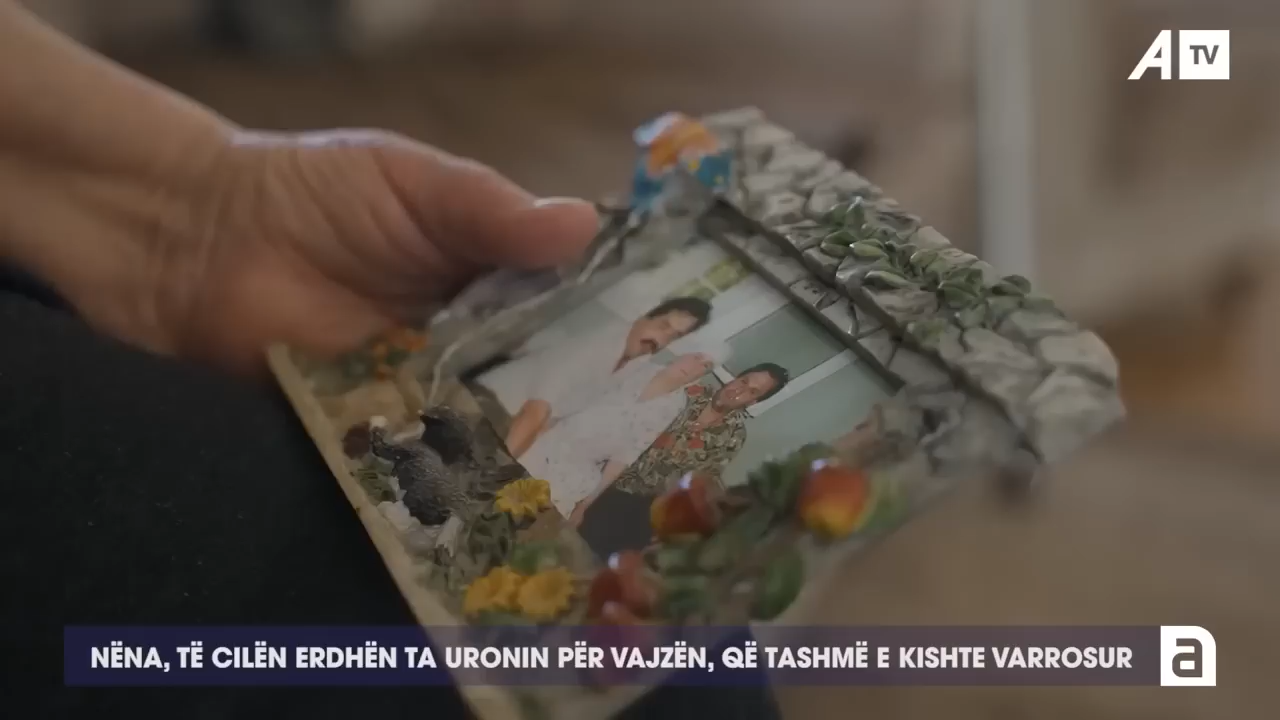 A TV
NËNA, TË CILËN ERDHËN TA URONIN PËR VAJZËN, QË TASHMË E KISHTE VARROSUR
a